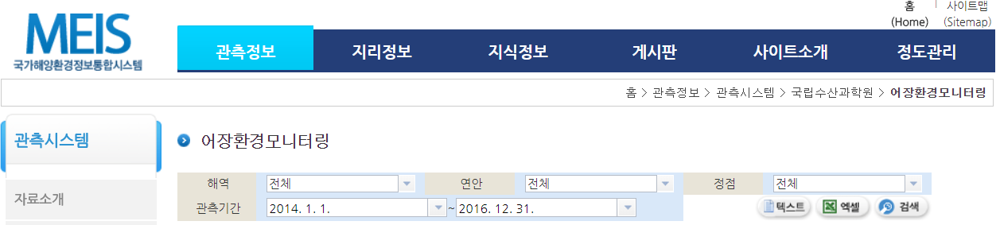 홈 | 사이트맵
(Home) (Sitemap)
MEIS
국가해양환경정보통합시스템
관측정보 지리정보 지식정보 게시판 사이트소개 정도관리
홈 > 관측정보 > 관측시스템 > 국립수산과학원 > 어장환경모니터링
관측시스템
자료소개
어장환경모니터링
해역 전체 연안 전체 정점 전체
관측기간 2014. 1. 1. ~ 2016. 12. 31. 텍스트 엑셀 검색